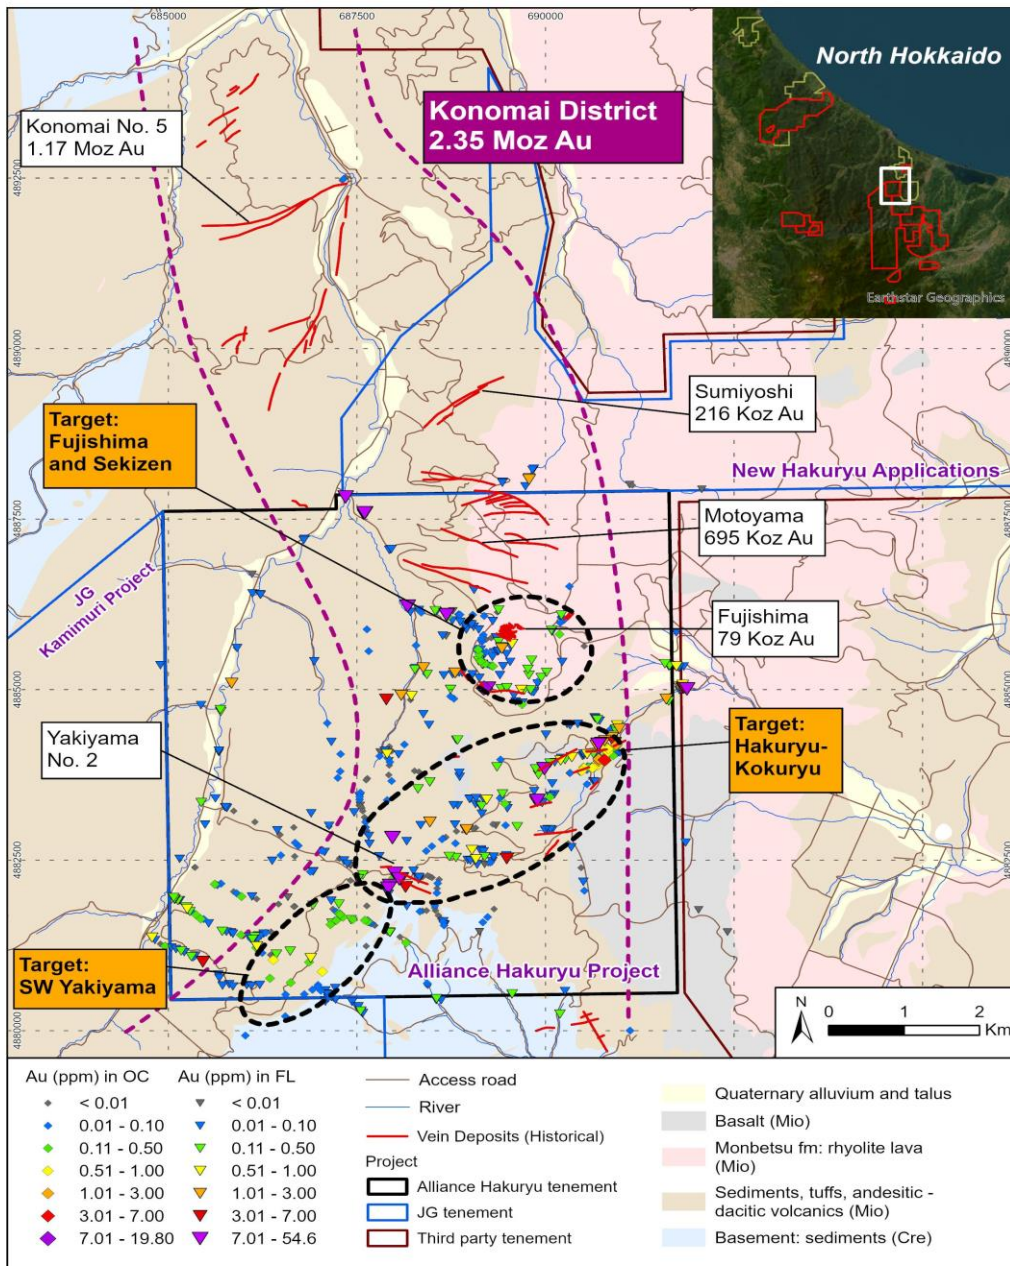 685000
687500
690000
North Hokkaido
Konomai District
2.35 Moz Au
Konomai No. 5
1.17 Moz Au
4892500
4892500
Earthstar Geographics
4890000
4890000
Sumiyoshi
216 Koz Au
Target:
Fujishima
and Sekizen
New Hakuryu Applications
4887500
4887500
Motoyama
695 Koz Au
JG
Kamimuri Project
Fujishima
79 Koz Au
4885000
4885000
Yakiyama
No. 2
Target:
Hakuryu-
Kokuryu
4882500
4882500
Target:
SW Yakiyama
Alliance Hakuryu Project
N
0 1 2
Km
4880000
685000
687500
690000
Au (ppm) in OC
< 0.01
0.01 - 0.10
0.11 - 0.50
0.51 - 1.00
1.01 - 3.00
3.01 - 7.00
7.01 - 19.80
Au (ppm) in FL
< 0.01
0.01 - 0.10
0.11 - 0.50
0.51 - 1.00
1.01 - 3.00
3.01 - 7.00
7.01 - 54.6
Access road
River
Vein Deposits (Historical)
Project
Alliance Hakuryu tenement
JG tenement
Third party tenement
Quaternary alluvium and talus
Basalt (Mio)
Monbetsu fm: rhyolite lava
(Mio)
Sediments, tuffs, andesitic -
dacitic volcanics (Mio)
Basement: sediments (Cre)